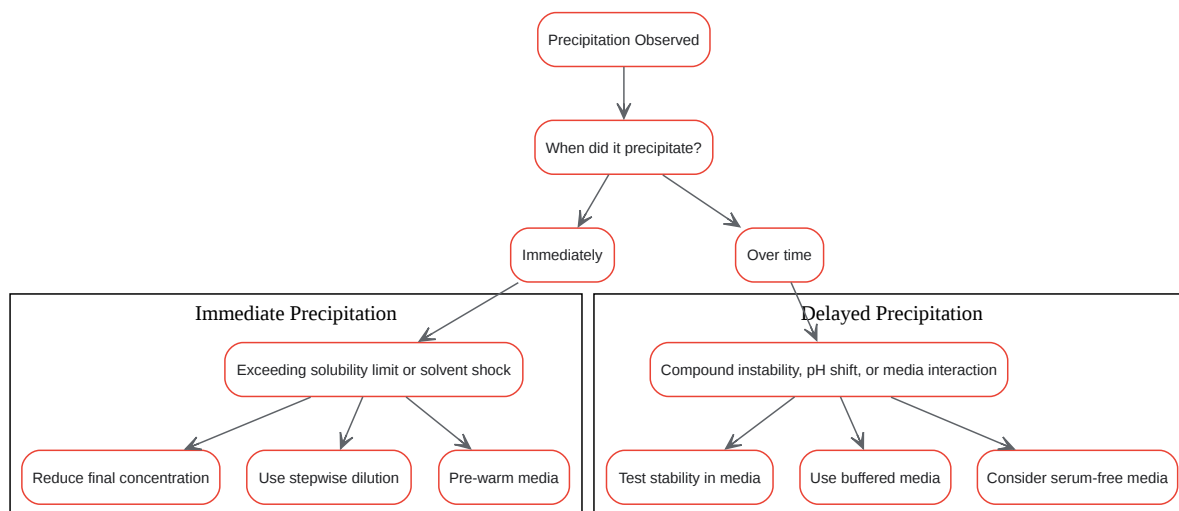 Precipitation Observed
When did it precipitate?
Immediately
Over time
Immediate Precipitation
Delayed Precipitation
Exceeding solubility limit or solvent shock
Compound instability, pH shift, or media interaction
Reduce final concentration
Use stepwise dilution
Pre-warm media
Test stability in media
Use buffered media
Consider serum-free media